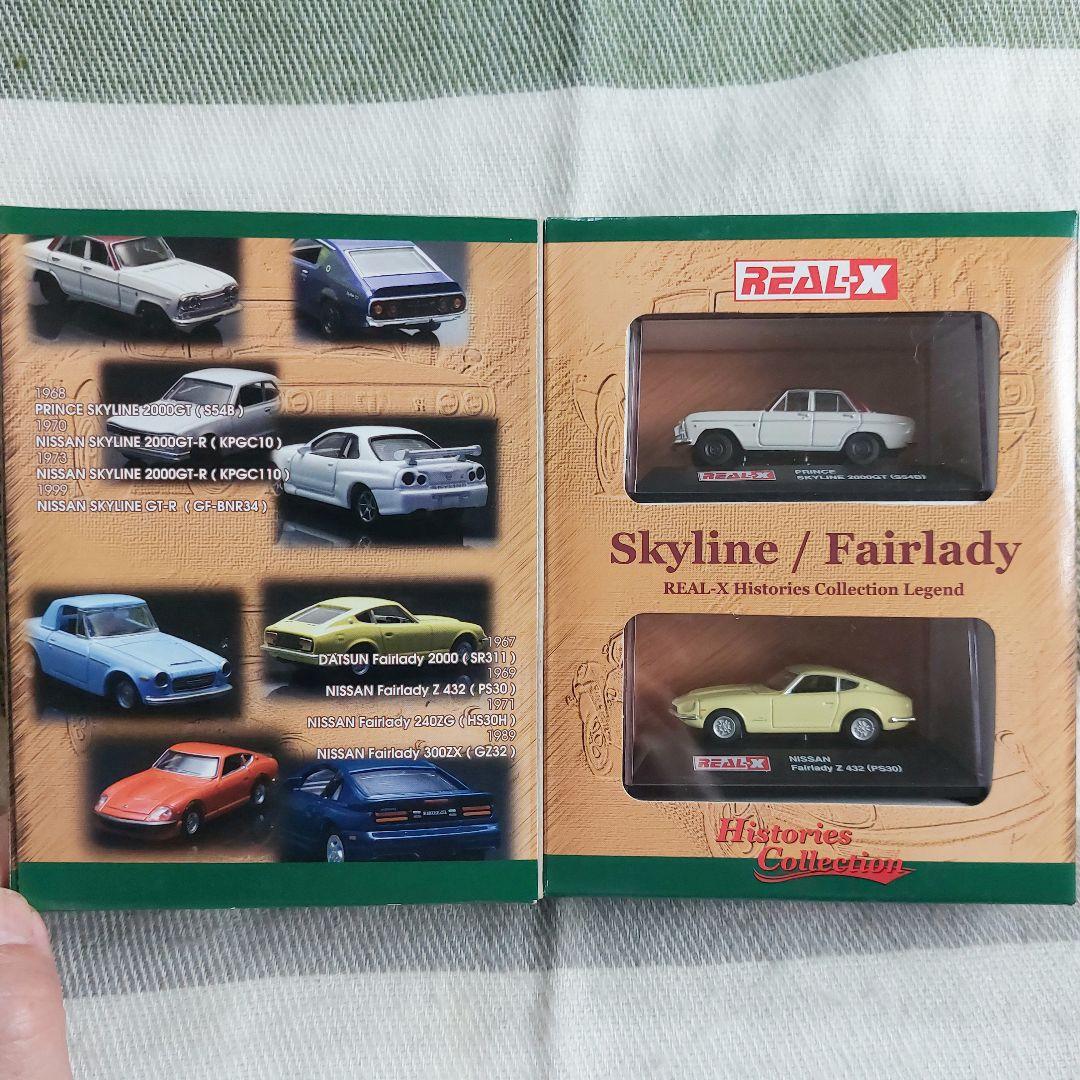 1968
PRINCE SKYLINE 2000GT ( S54B )
1970
NISSAN SKYLINE 2000GT-R ( KPGC10 )
1973
NISSAN SKYLINE 2000GT-R ( KPGC110 )
1999
NISSAN SKYLINE GT-R ( GF-BNR34 )
1967
DATSUN Fairlady 2000 ( SR311 )
1969
NISSAN Fairlady Z 432 ( PS30 )
1971
NISSAN Fairlady 240ZG ( HS30H )
1989
NISSAN Fairlady 300ZX ( GZ32 )
REAL-X
REAL-X
PRINCE
SKYLINE 2000GT (S54B)
Skyline / Fairlady
REAL-X Histories Collection Legend
REAL-X
NISSAN
Fairlady Z 432 (PS30)
Histories
Collection